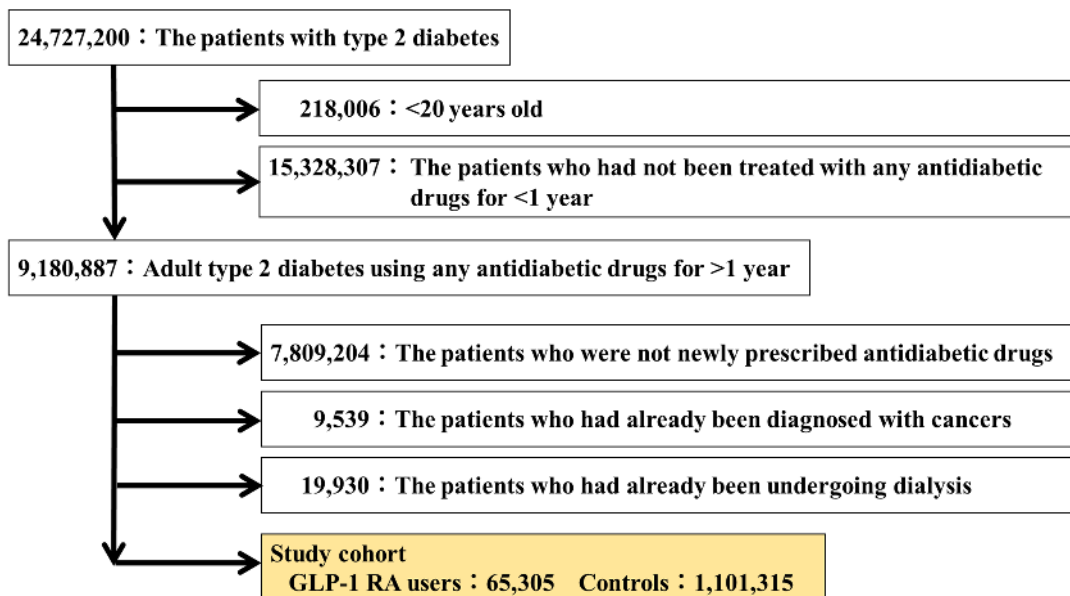 24,727,200：The patients with type 2 diabetes
218,006：<20 years old
15,328,307： The patients who had not been treated with any antidiabetic
drugs for <1 year
9,180,887：Adult type 2 diabetes using any antidiabetic drugs for >1 year
7,809,204：The patients who were not newly prescribed antidiabetic drugs
9,539：The patients who had already been diagnosed with cancers
19,930：The patients who had already been undergoing dialysis
Study cohort
GLP-1 RA users：65,305 Controls：1,101,315